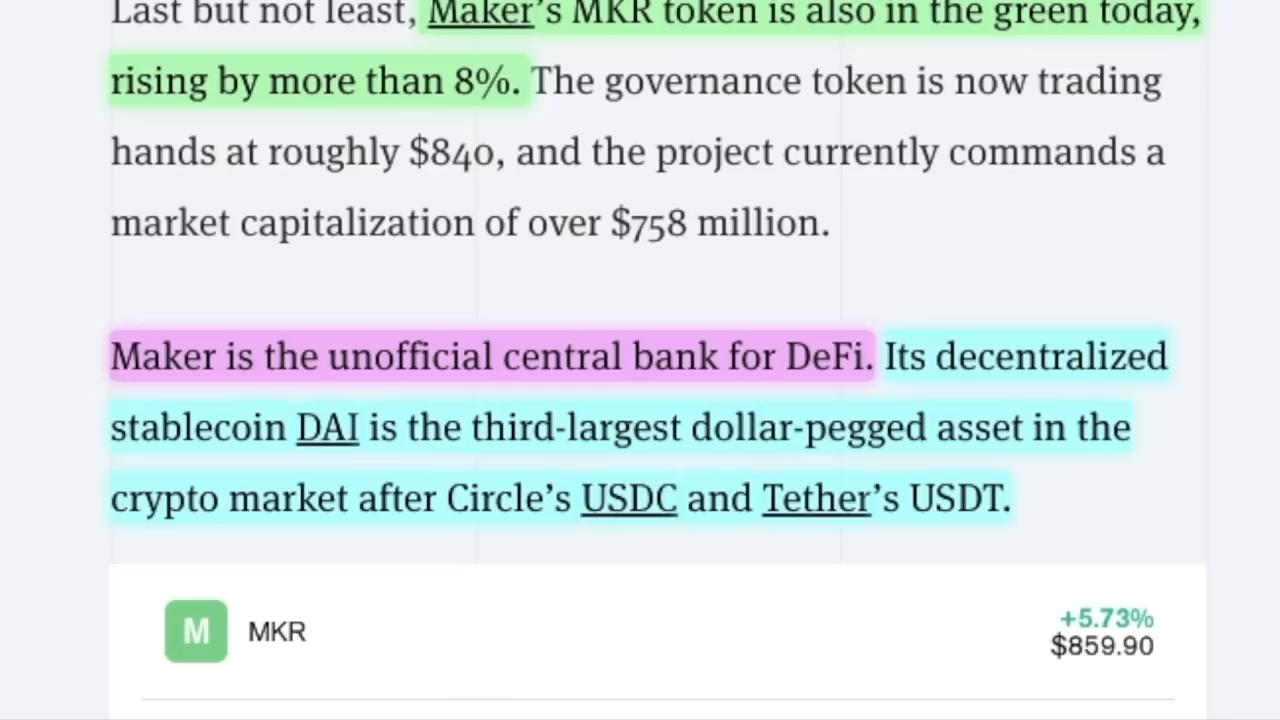 Last but not least, Maker’s MKR token is also in the green today,
rising by more than 8%. The governance token is now trading
hands at roughly $840, and the project currently commands a
market capitalization of over $758 million.
Maker is the unofficial central bank for DeFi. Its decentralized
stablecoin DAI is the third-largest dollar-pegged asset in the
crypto market after Circle’s USDC and Tether’s USDT.
M MKR +5.73%
$859.90